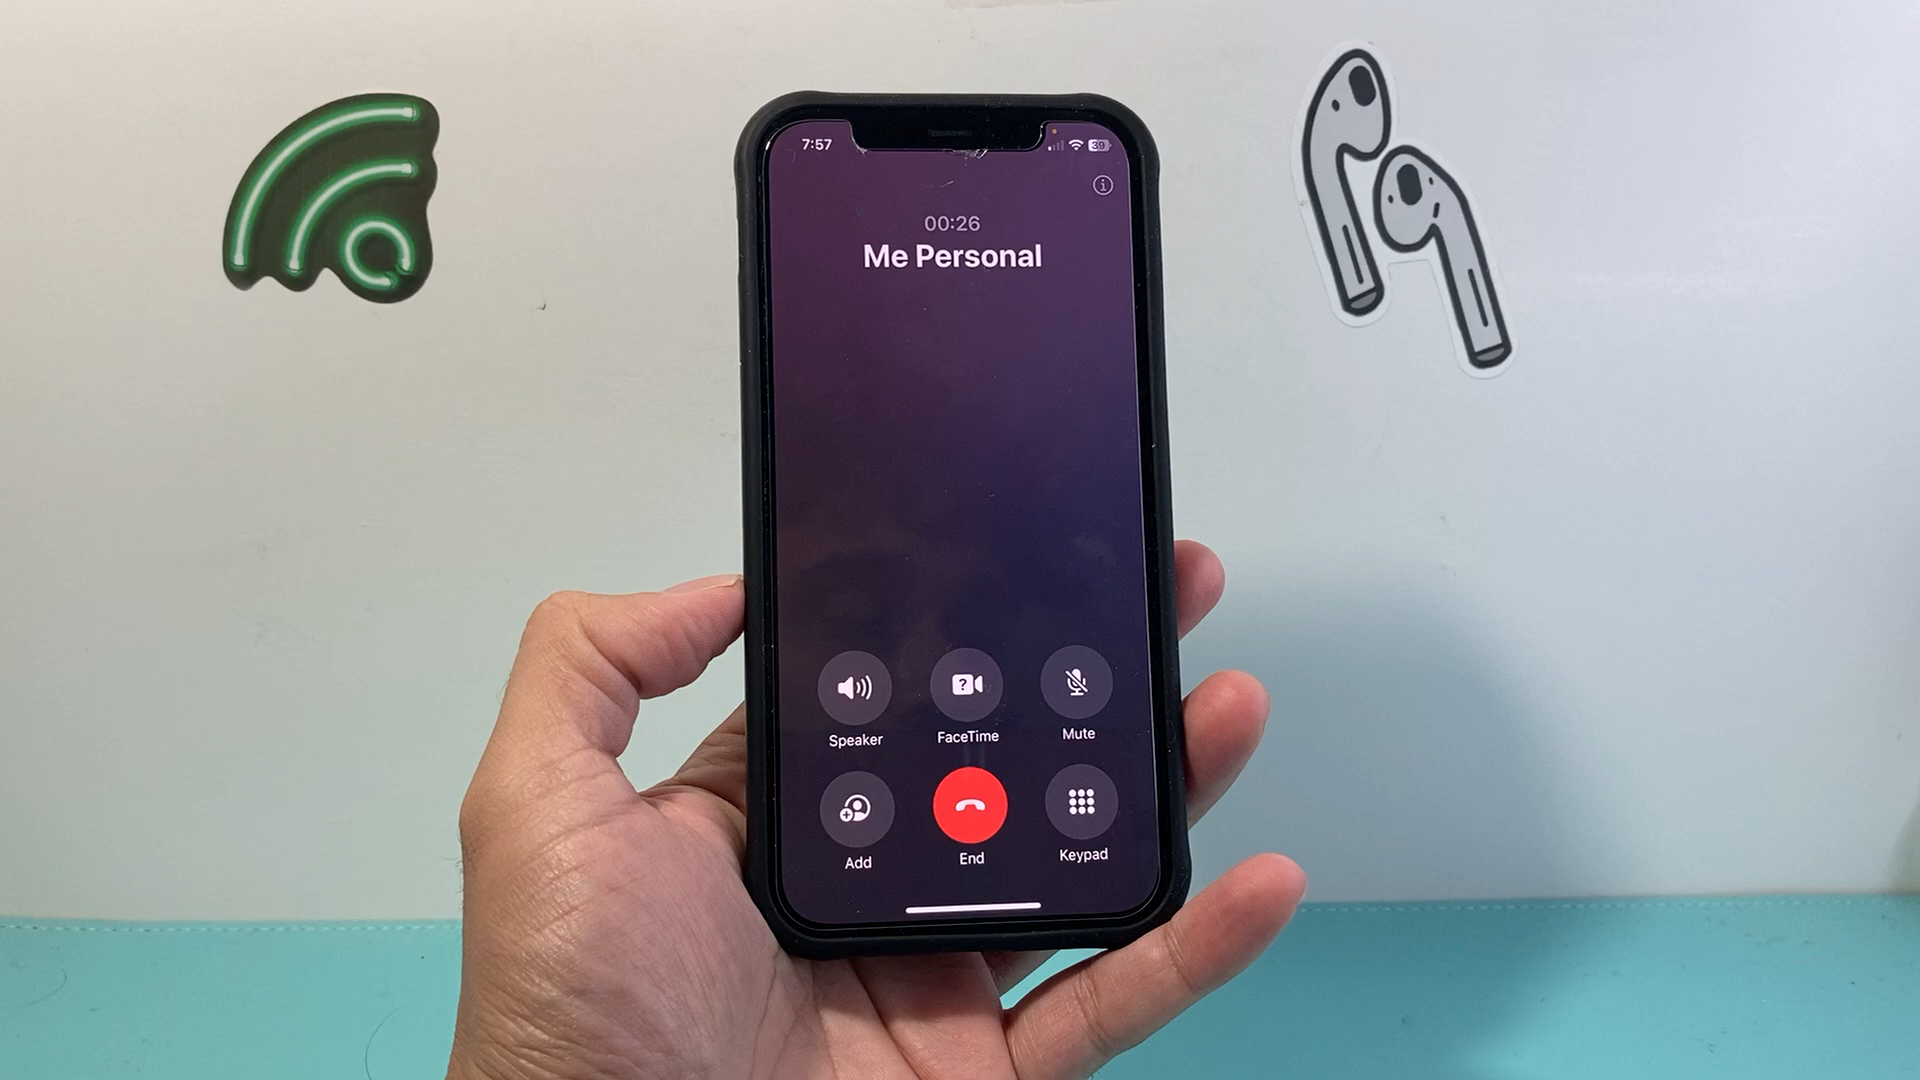 7:57
39
00:26
Me Personal
Speaker
FaceTime
Mute
Add
End
Keypad